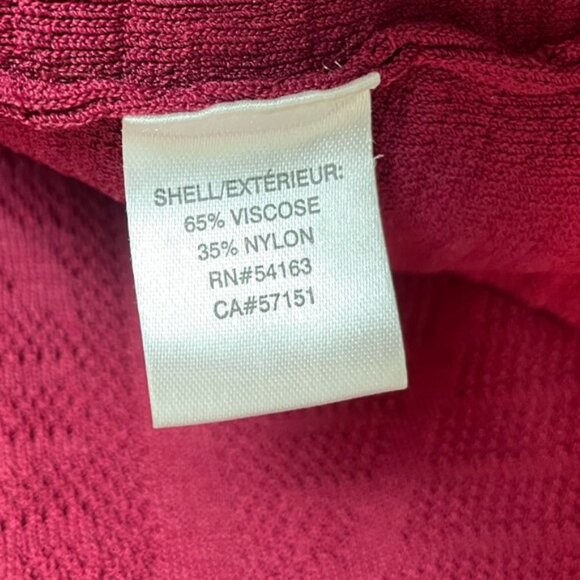 SHELL/EXTÉRIEUR:
65% VISCOSE
35% NYLON
RN#54163
CA#57151